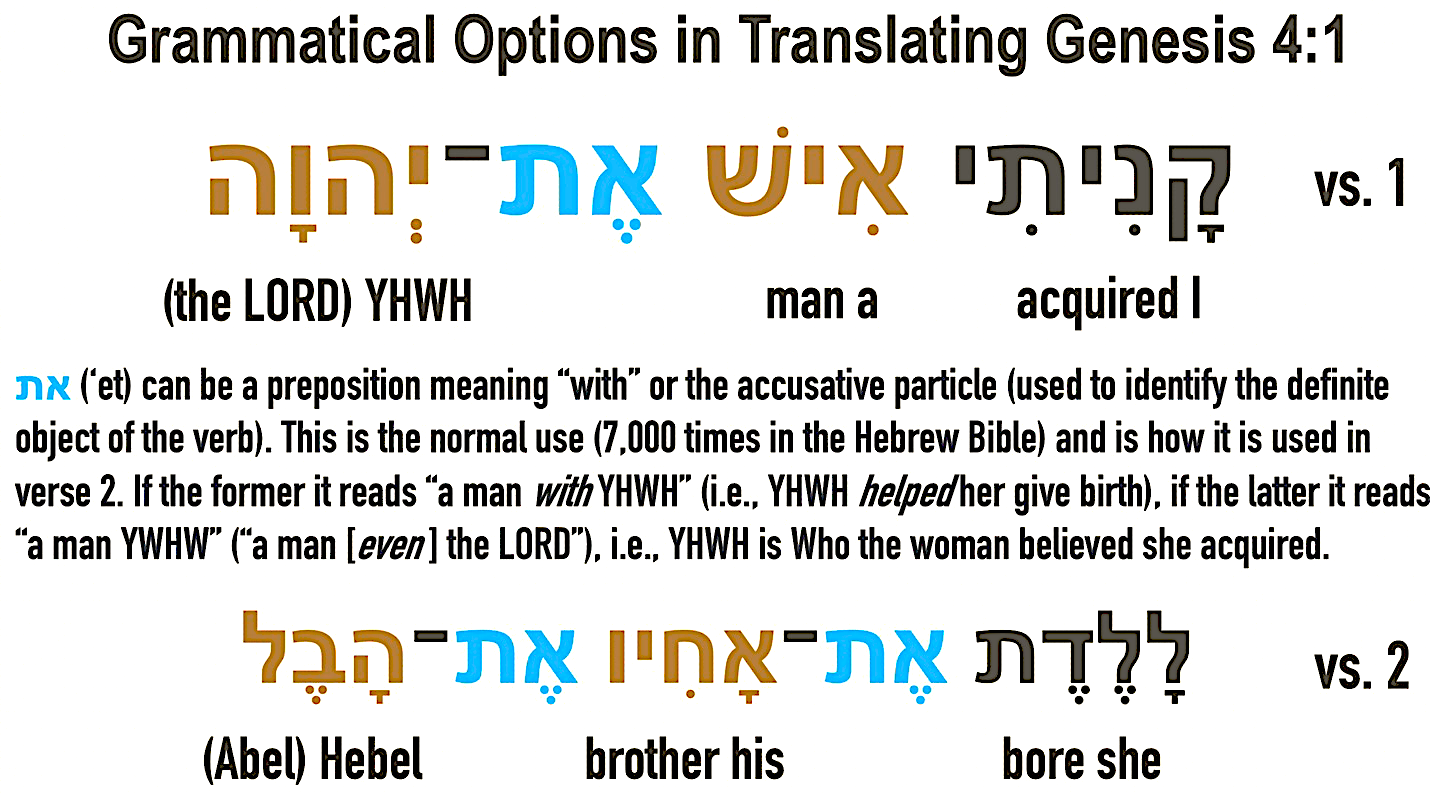 Grammatical Options in Translating Genesis 4:1
קָנִיתִי אִישׁ אֶת־יְהוָה vs. 1
(the LORD) YHWH man a acquired I
את (‘et) can be a preposition meaning “with” or the accusative particle (used to identify the definite
object of the verb). This is the normal use (7,000 times in the Hebrew Bible) and is how it is used in
verse 2. If the former it reads “a man with YHWH” (i.e., YHWH helped her give birth), if the latter it reads
“a man YWHW” (“a man [even] the LORD”), i.e., YHWH is Who the woman believed she acquired.
לָלֶדֶת אֶת־אָחִיו אֶת־הָבֶל vs. 2
(Abel) Hebel brother his bore she